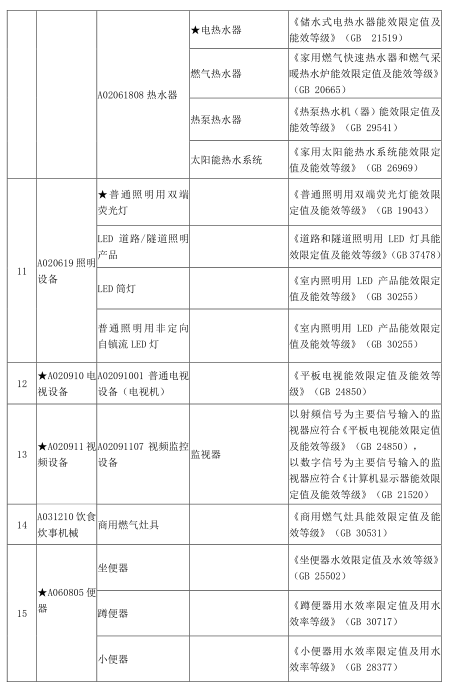 A02061808 热水器
★电热水器
《储水式电热水器能效限定值及
能效等级》（GB 21519）
燃气热水器
《家用燃气快速热水器和燃气采
暖热水炉能效限定值及能效等级》
（GB 20665）
热泵热水器
《热泵热水机（器）能效限定值及
能效等级》（GB 29541）
太阳能热水系统
《家用太阳能热水系统能效限定
值及能效等级》（GB 26969）
11
A020619 照明
设备
★普通照明用双端
荧光灯
《普通照明用双端荧光灯能效限
定值及能效等级》（GB 19043）
LED 道路/隧道照明
产品
《道路和隧道照明用 LED 灯具能
效限定值及能效等级》（GB 37478）
LED 筒灯
《室内照明用 LED 产品能效限定
值及能效等级》（GB 30255）
普通照明用非定向
自镇流 LED 灯
《室内照明用 LED 产品能效限定
值及能效等级》（GB 30255）
12
★A020910 电
视设备
A02091001 普通电视
设备（电视机）
《平板电视能效限定值及能效等
级》（GB 24850）
13
★A020911 视
频设备
A02091107 视频监控
设备
监视器
以射频信号为主要信号输入的监
视器应符合《平板电视能效限定值
及能效等级》（GB 24850），
以数字信号为主要信号输入的监
视器应符合《计算机显示器能效限
定值及能效等级》（GB 21520）
14
A031210 饮食
炊事机械
商用燃气灶具
《商用燃气灶具能效限定值及能
效等级》（GB 30531）
15
★A060805 便
器
坐便器
《坐便器水效限定值及水效等级》
（GB 25502）
蹲便器
《蹲便器用水效率限定值及用水
效率等级》（GB 30717）
小便器
《小便器用水效率限定值及用水
效率等级》（GB 28377）